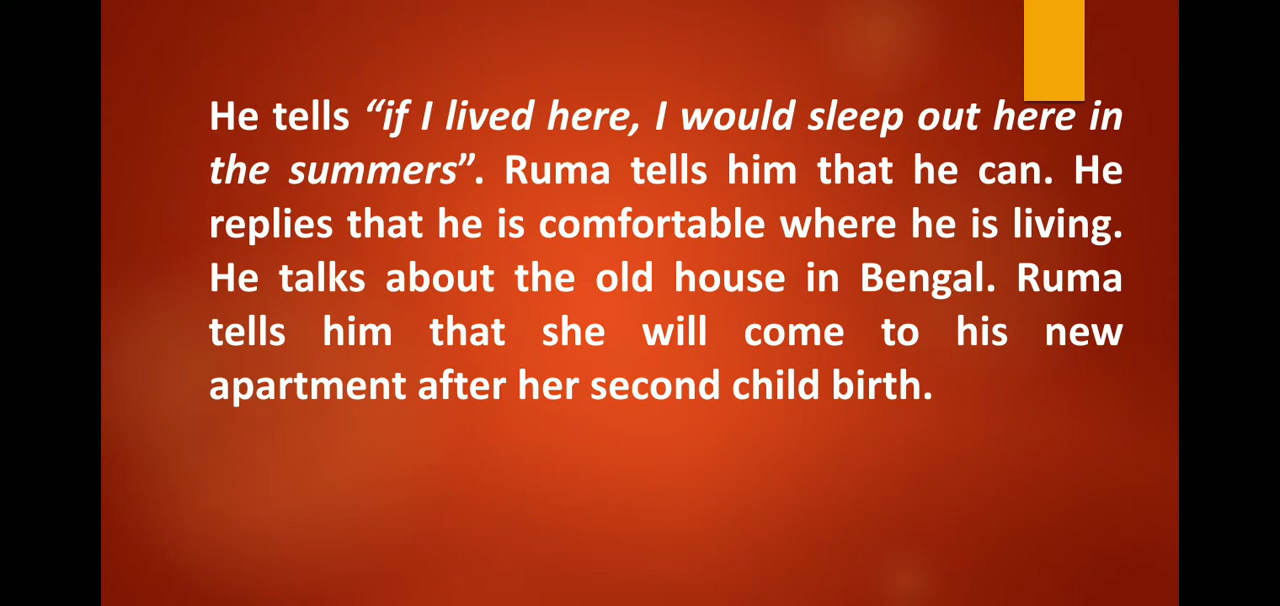 He tells “if I lived here, I would sleep out here in
the summers”. Ruma tells him that he can. He
replies that he is comfortable where he is living.
He talks about the old house in Bengal. Ruma
tells him that she will come to his new
apartment after her second child birth.